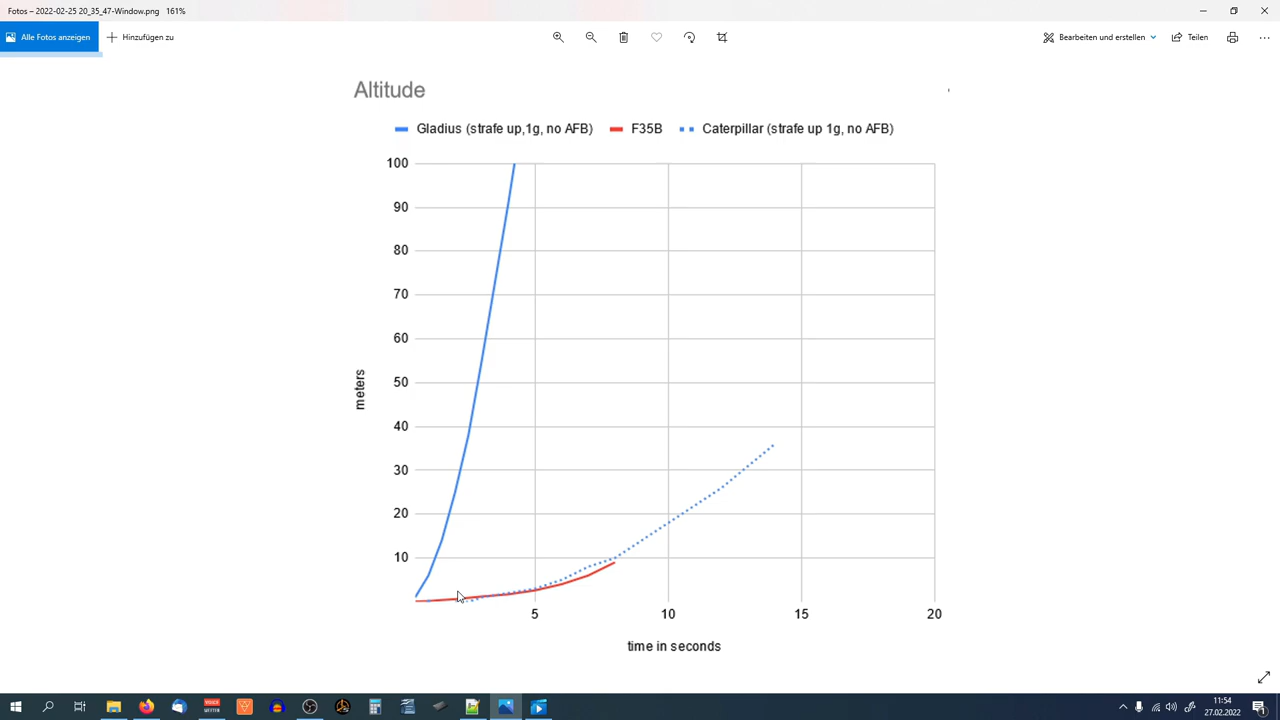 Fotos – 2022-02-25 20_35_47-Window.png 161%
Alle Fotos anzeigen
Hinzufügen zu
Bearbeiten und erstellen
Teilen
Altitude
Gladius (strafe up,1g, no AFB)
F35B
Caterpillar (strafe up 1g, no AFB)
100
90
80
70
60
50
40
30
20
10
meters
5
10
15
20
time in seconds
11:54
27.02.2022